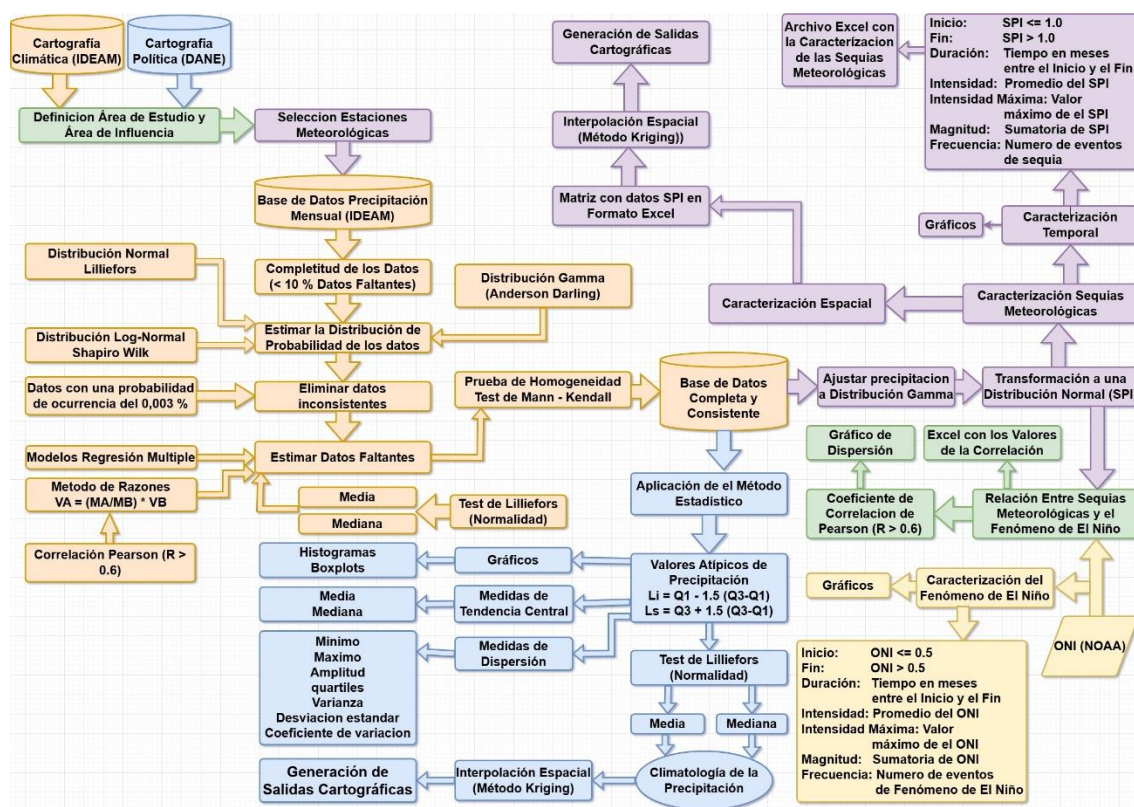 Cartografía
Climática (IDEAM)
Cartografia
Política (DANE)
Definicion Área de Estudio y
Área de Influencia
Seleccion Estaciones
Meteorológicas
Base de Datos Precipitación
Mensual (IDEAM)
Distribución Normal
Lilliefors
Completitud de los Datos
(< 10 % Datos Faltantes)
Distribución Gamma
(Anderson Darling)
Distribución Log-Normal
Shapiro Wilk
Estimar la Distribución de
Probabilidad de los datos
Datos con una probabilidad
de ocurrencia del 0,003 %
Eliminar datos
inconsistentes
Modelos Regresión Multiple
Estimar Datos Faltantes
Metodo de Razones
VA = (MA/MB) * VB
Correlación Pearson (R >
0.6)
Media
Mediana
Test de Lilliefors
(Normalidad)
Prueba de Homogeneidad
Test de Mann - Kendall
Base de Datos
Completa y
Consistente
Generación de Salidas
Cartográficas
Interpolación Espacial
(Método Kriging))
Matriz con datos SPI en
Formato Excel
Archivo Excel con
la Caracterízacion
de las Sequias
Meteorológicas
Inicio: SPI <= 1.0
Fin: SPI > 1.0
Duración: Tiempo en meses
entre el Inicio y el Fin
Intensidad: Promedio del SPI
Intensidad Máxima: Valor
máximo de el SPI
Magnitud: Sumatoria de SPI
Frecuencia: Numero de eventos
de sequia
Gráficos
Caracterización
Temporal
Caracterización Espacial
Caracterización Sequias
Meteorológicas
Ajustar precipitacion
a Distribución Gamma
Transformación a una
Distribución Normal (SPI
Gráfico de
Dispersión
Excel con los Valores
de la Correlación
Coeficiente de
Correlacion de
Pearson (R > 0.6)
Relación Entre Sequias
Meteorológicas y el
Fenómeno de El Niño
Gráficos
Caracterización del
Fenómeno de El Niño
ONI (NOAA)
Inicio: ONI <= 0.5
Fin: ONI > 0.5
Duración: Tiempo en meses
entre el Inicio y el Fin
Intensidad: Promedio del ONI
Intensidad Máxima: Valor
máximo de el ONI
Magnitud: Sumatoria de ONI
Frecuencia: Numero de eventos
de Fenómeno de El Niño
Aplicación de el Método
Estadístico
Valores Atípicos de
Precipitación
Li = Q1 - 1.5 (Q3-Q1)
Ls = Q3 + 1.5 (Q3-Q1)
Histogramas
Boxplots
Gráficos
Media
Mediana
Medidas de
Tendencia Central
Minimo
Maximo
Amplitud
quartiles
Varianza
Desviacion estandar
Coeficiente de variacion
Medidas de
Dispersión
Test de Lilliefors
(Normalidad)
Media
Mediana
Climatología de la
Precipitación
Interpolación Espacial
(Método Kriging)
Generación de
Salidas Cartográficas